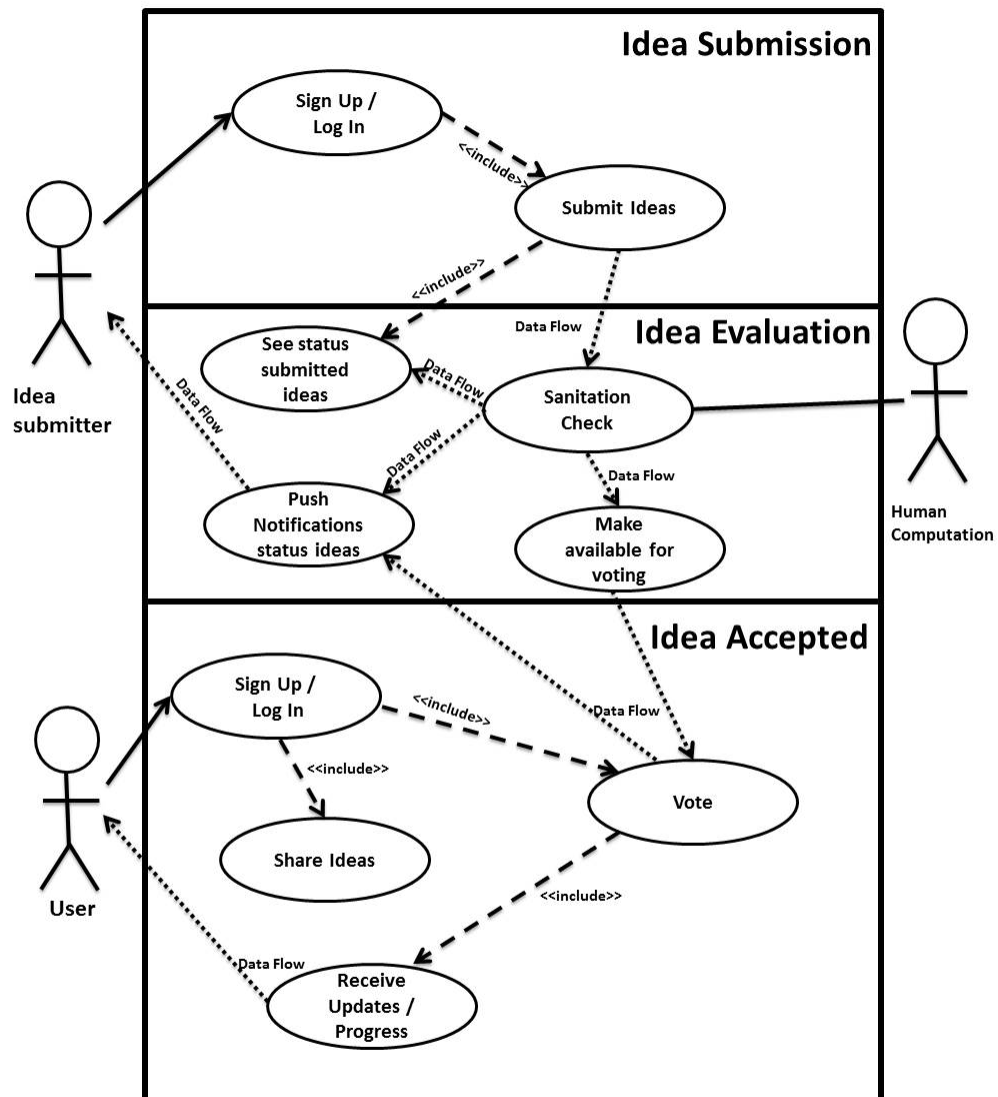 Idea Submission
Sign Up /
Log In
<<include>>
Submit Ideas
<<include>>
Idea
submitter
Idea Evaluation
Data Flow
See status
submitted
ideas
Data Flow
Sanitation
Check
Data Flow
Data Flow
Data Flow
Push
Notifications
status ideas
Make
available for
voting
Human
Computation
Idea Accepted
Sign Up /
Log In
<<include>>
Data Flow
<<include>>
Vote
Share Ideas
<<include>>
User
Data Flow
Receive
Updates /
Progress